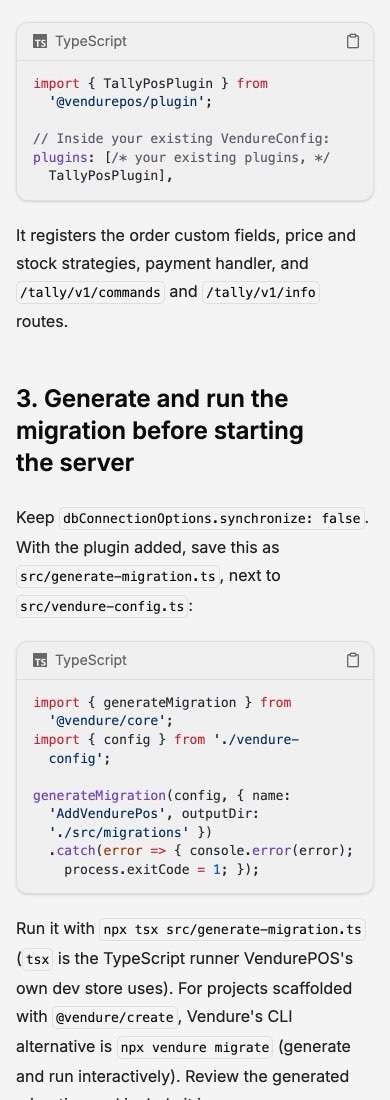 TS TypeScript
import { TallyPosPlugin } from
'@vendurepos/plugin';
// Inside your existing VendureConfig:
plugins: [/* your existing plugins, */
TallyPosPlugin],
It registers the order custom fields, price and
stock strategies, payment handler, and
/tally/v1/commands and /tally/v1/info
routes.
3. Generate and run the
migration before starting
the server
Keep dbConnectionOptions.synchronize: false.
With the plugin added, save this as
src/generate-migration.ts, next to
src/vendure-config.ts:
TS TypeScript
import { generateMigration } from
'@vendure/core';
import { config } from './vendure-
config';
generateMigration(config, { name:
'AddVendurePos', outputDir:
'./src/migrations' })
.catch(error => { console.error(error);
process.exitCode = 1; });
Run it with npx tsx src/generate-migration.ts
(tsx is the TypeScript runner VendurePOS's
own dev store uses). For projects scaffolded
with @vendure/create, Vendure's CLI
alternative is npx vendure migrate (generate
and run interactively). Review the generated